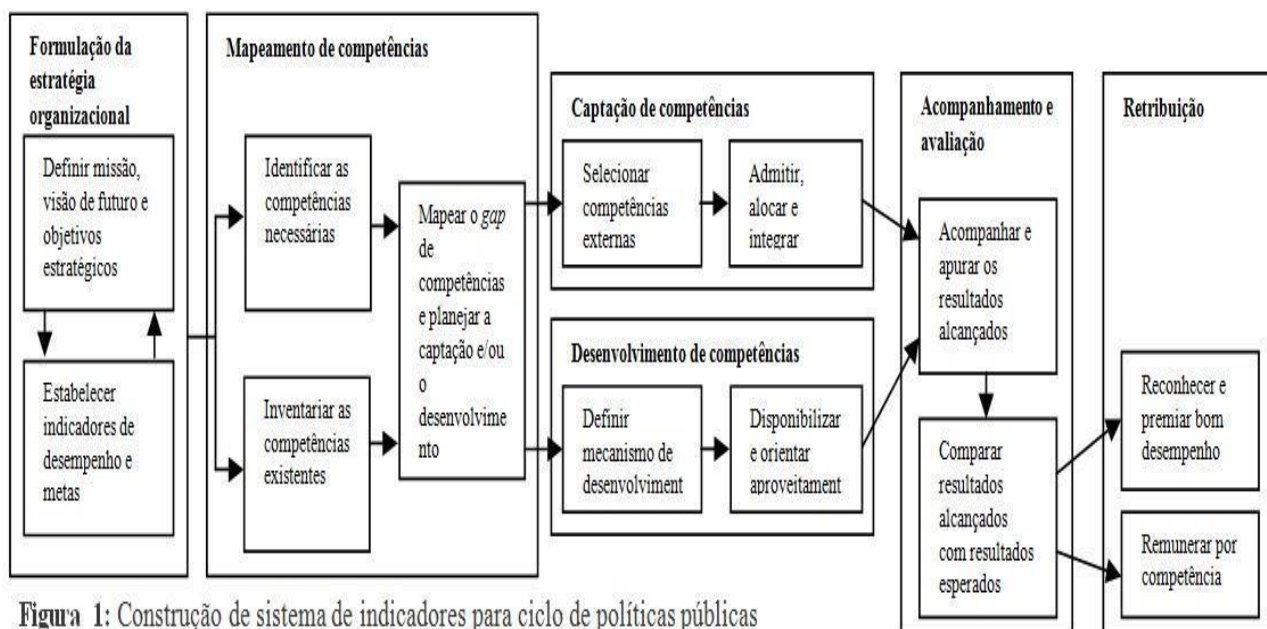 Formulação da
estratégia
organizacional
Definir missão,
visão de futuro e
objetivos
estratégicos
Estabelecer
indicadores de
desempenho e
metas
Mapeamento de competências
Identificar as
competências
necessárias
Inventariar as
competências
existentes
Mapear o gap
de
competências
e planejar a
captação e/ou
o
desenvolvime
nto
Captação de competências
Selecionar
competências
externas
Admitir,
alocar e
integrar
Desenvolvimento de competências
Definir
mecanismo de
desenvolviment
Disponibilizar
e orientar
aproveitament
Acompanhamento e
avaliação
Acompanhar e
apurar os
resultados
alcançados
Comparar
resultados
alcançados
com resultados
esperados
Retribuição
Reconhecer e
premiar bom
desempenho
Remunerar por
competência
Figura 1: Construção de sistema de indicadores para ciclo de políticas públicas